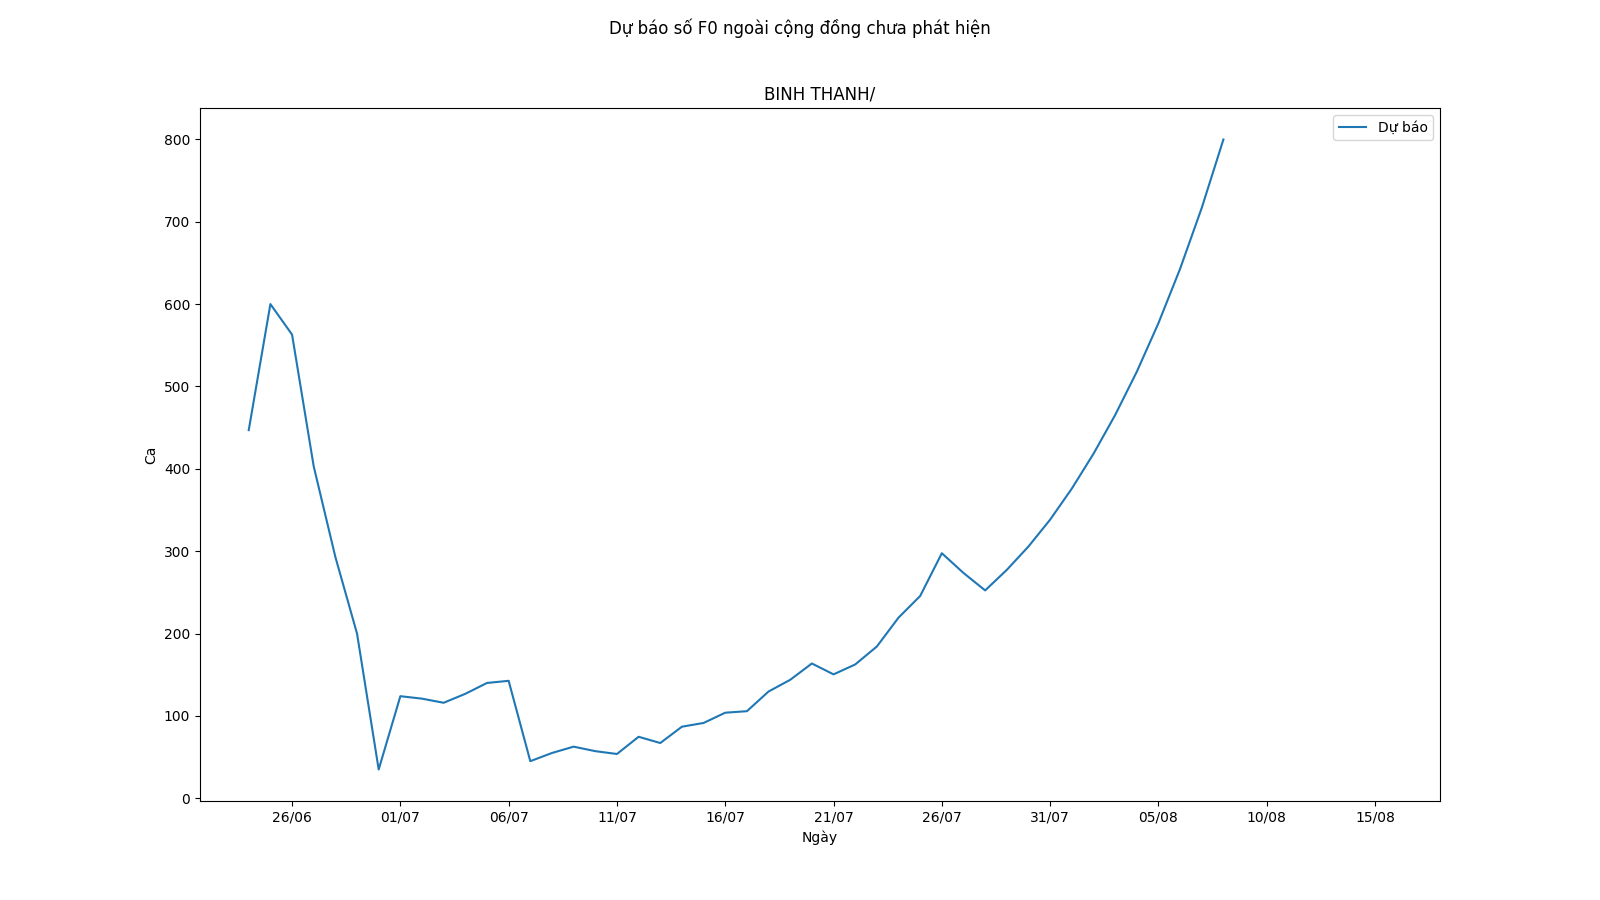 Dự báo số F0 ngoài cộng đồng chưa phát hiện
BINH THANH/
Dự báo
800
700
600
500
400
300
200
100
0
Ca
26/06 01/07 06/07 11/07 16/07 21/07 26/07 31/07 05/08 10/08 15/08
Ngày